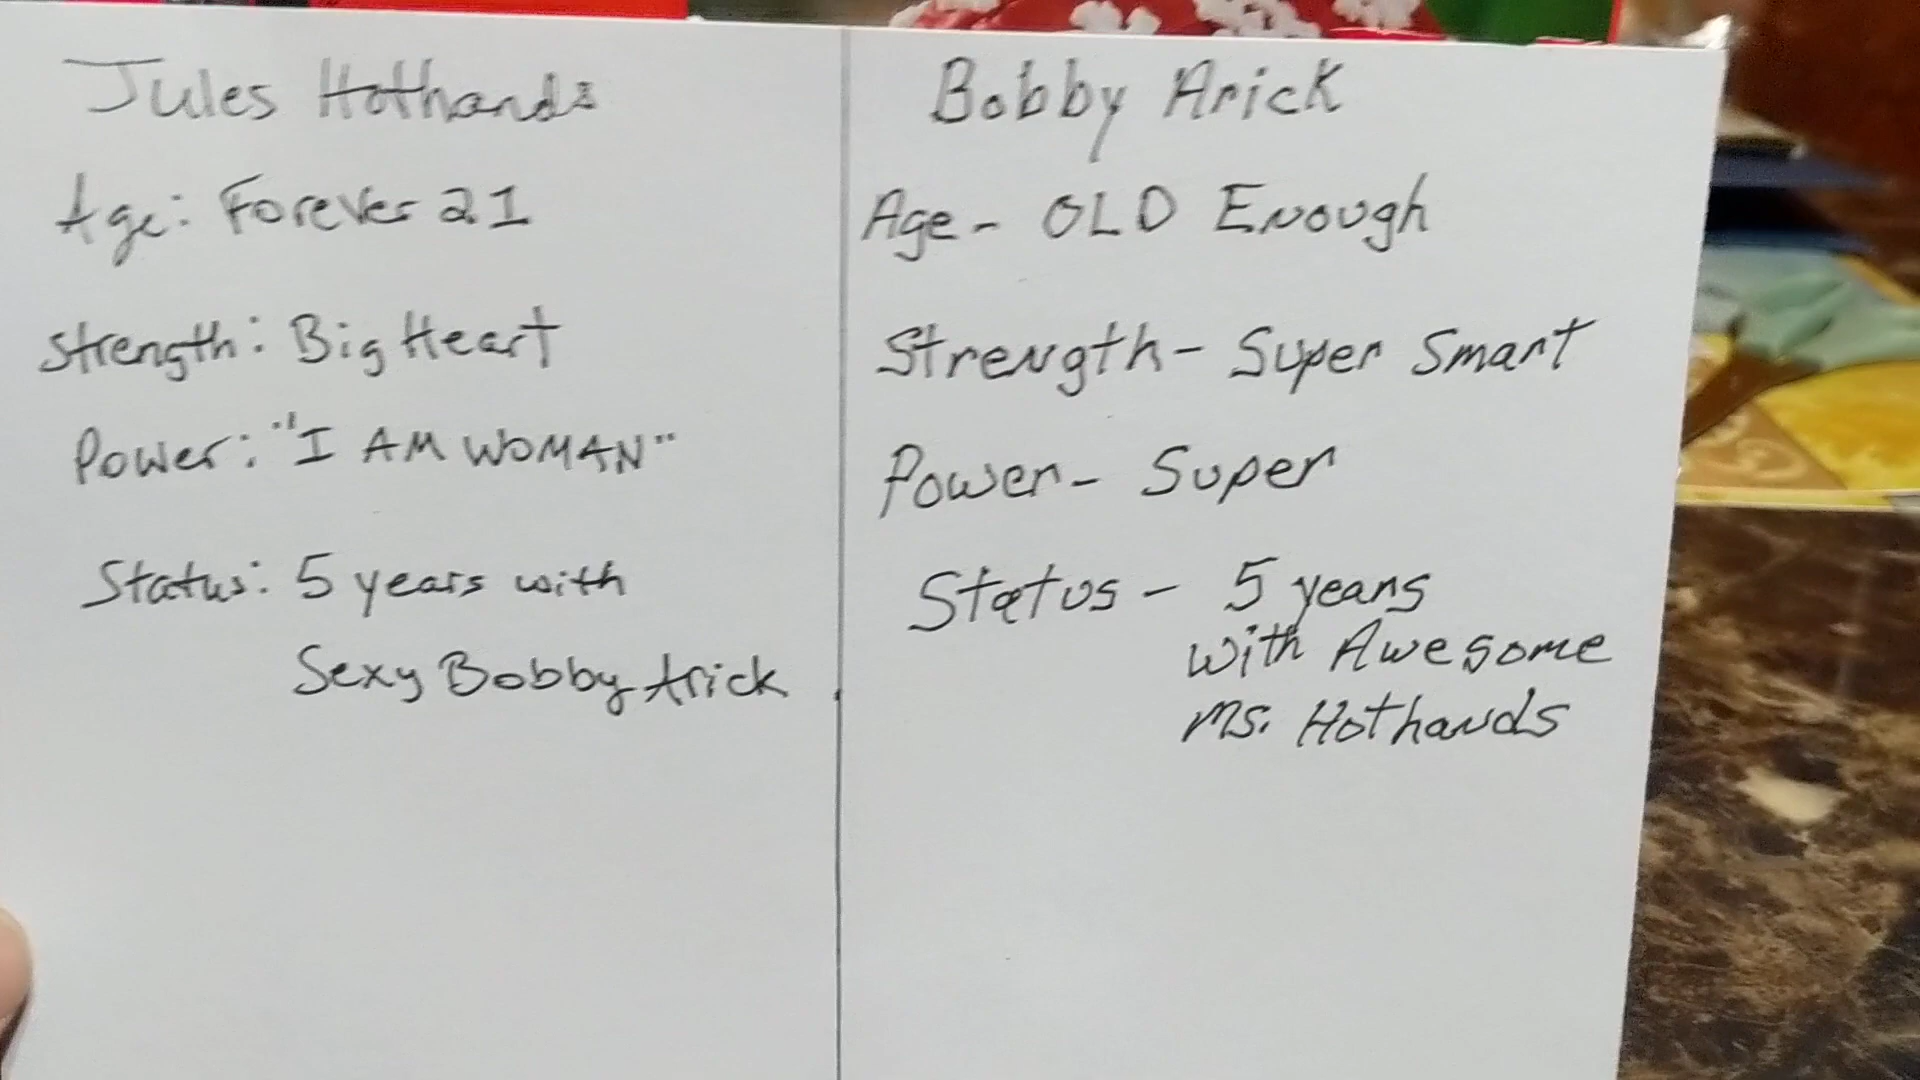 Jules Hothands
Age: Forever 21
Strength: Big Heart
Power: "I AM WOMAN"
Status: 5 years with
Sexy Bobby Arick
Bobby Arick
Age - OLD Enough
Strength - Super Smart
Power - Super
Status - 5 years
with Awesome
Ms. Hothands